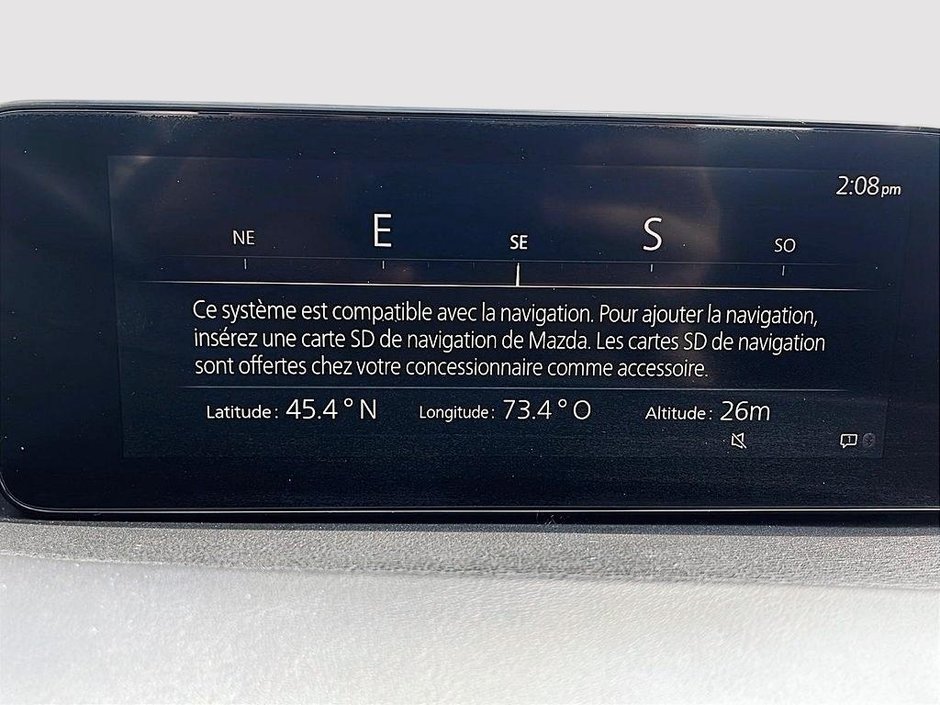 2:08 pm
NE E SE S SO
Ce système est compatible avec la navigation. Pour ajouter la navigation,
insérez une carte SD de navigation de Mazda. Les cartes SD de navigation
sont offertes chez votre concessionnaire comme accessoire.
Latitude: 45.4° N Longitude: 73.4° O Altitude: 26m